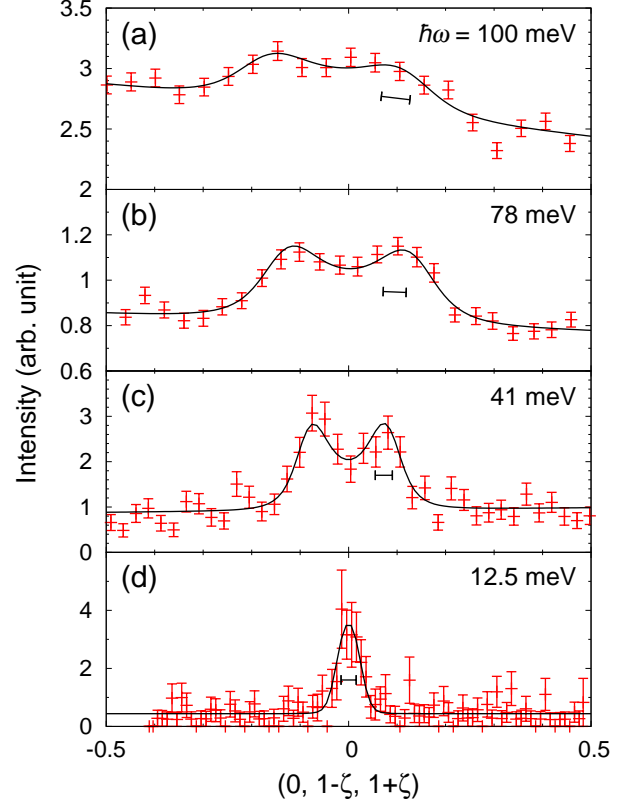 (a)
ħω = 100 meV
3.5
3
2.5
2
(b)
78 meV
1.2
1
0.8
0.6
(c)
41 meV
3
2
1
0
(d)
12.5 meV
4
2
0
-0.5
0
0.5
(0, 1-ζ, 1+ζ)
Intensity (arb. unit)